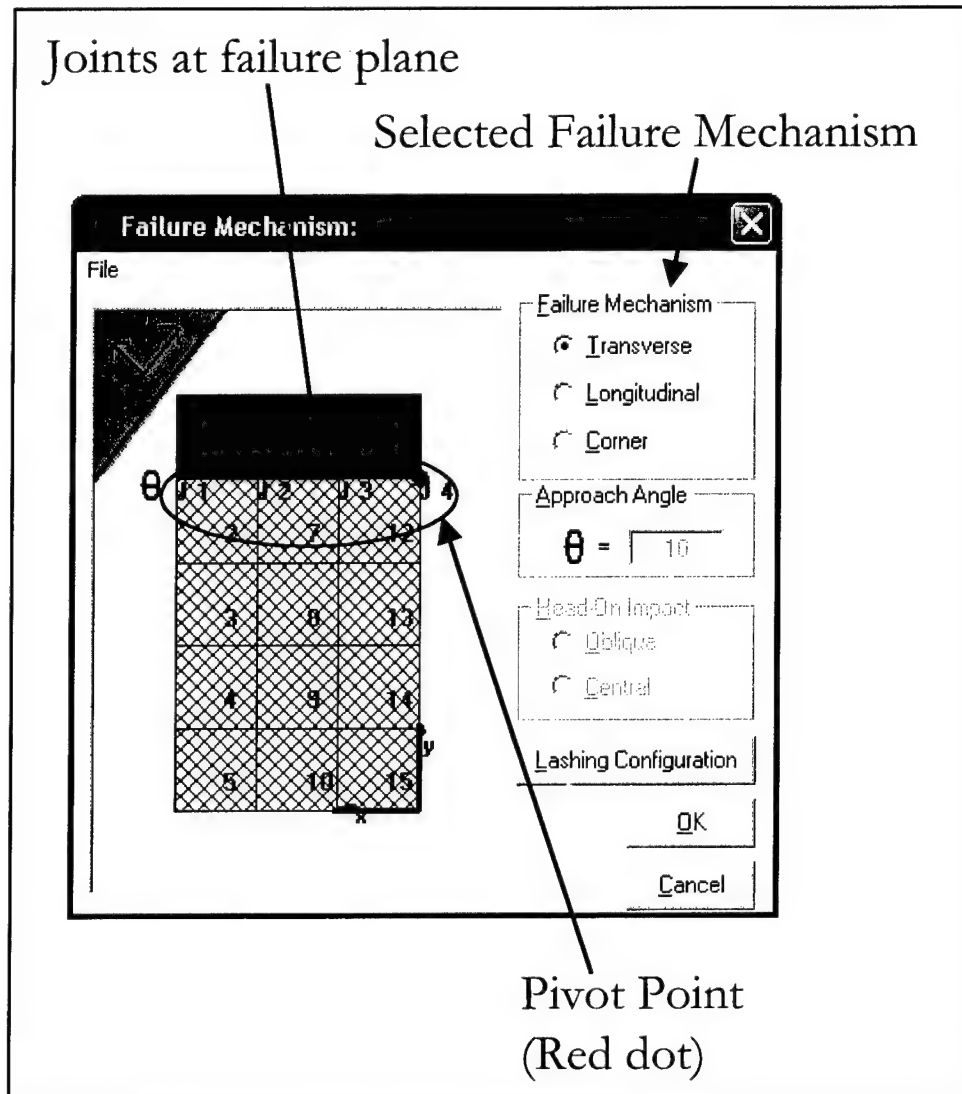 Joints at failure plane
Selected Failure Mechanism
Failure Mechanism:
File
Failure Mechanism
Transverse
Longitudinal
Corner
θ J 1 J 2 J 3 J 4
2 7 12
3 8 13
4 9 14
5 10 15
y
x
Approach Angle
θ = 10
Head-On Impact
Oblique
Central
Lashing Configuration
OK
Cancel
Pivot Point
(Red dot)